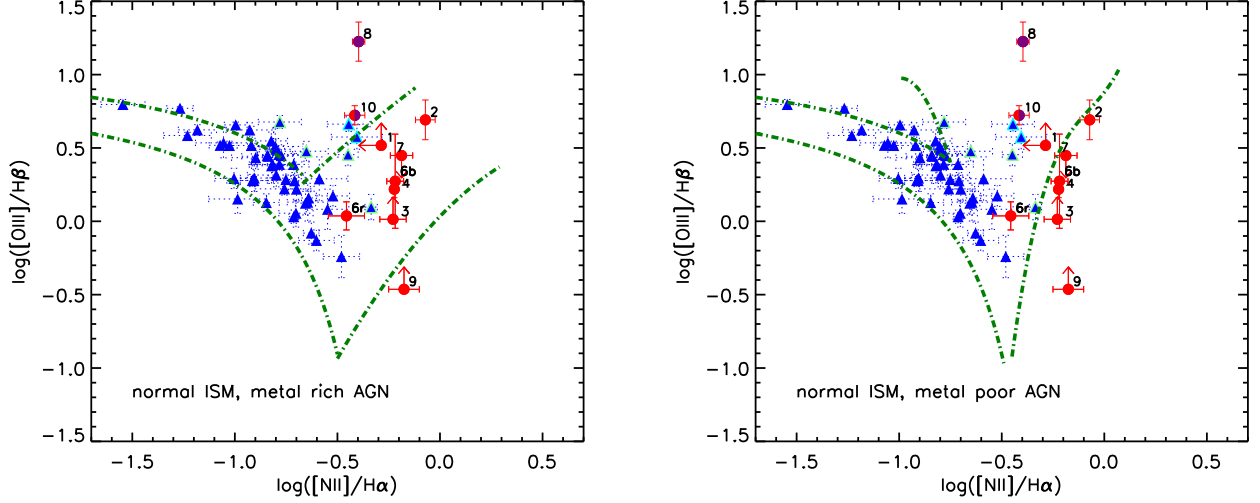 1.5
1.0
0.5
0.0
−0.5
−1.0
−1.5
log([OIII]/Hβ)
8
10
2
1
7
6b
4
6r
3
9
normal ISM, metal rich AGN
−1.5 −1.0 −0.5 0.0 0.5
log([NII]/Hα)
1.5
1.0
0.5
0.0
−0.5
−1.0
−1.5
log([OIII]/Hβ)
8
10
2
1
7
6b
4
6r
3
9
normal ISM, metal poor AGN
−1.5 −1.0 −0.5 0.0 0.5
log([NII]/Hα)